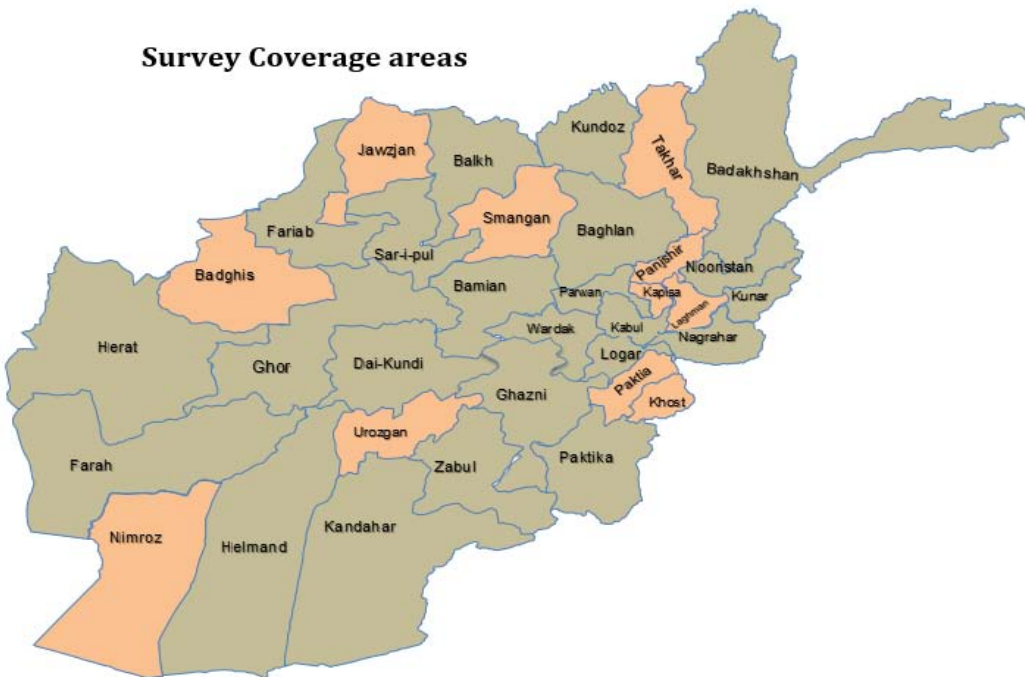 Survey Coverage areas
Kundoz
Takhar
Jawzjan
Balkh
Badakhshan
Smangan
Fariab
Baghlan
Sar-i-pul
Panjshir
Nooristan
Badghis
Bamian
Parwan
Kapisa
Kunar
Laghman
Wardak
Kabul
Nagrahar
Herat
Ghor
Dai-Kundi
Logar
Paktia
Ghazni
Khost
Urozgan
Farah
Zabul
Paktika
Nimroz
Helmand
Kandahar